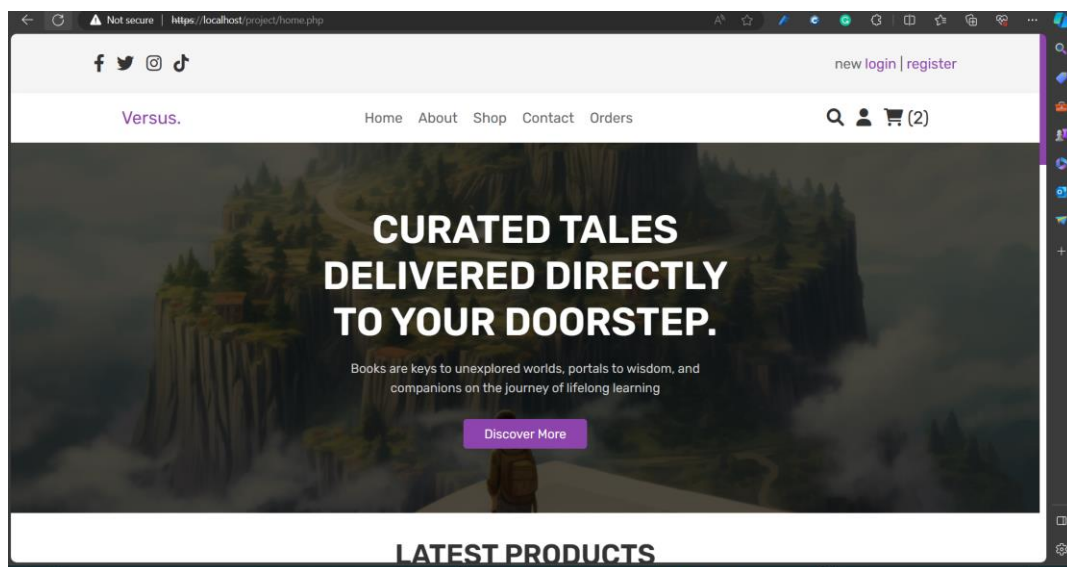 Not secure | https://localhost/project/home.php
new login | register
Versus.
Home About Shop Contact Orders
(2)
CURATED TALES
DELIVERED DIRECTLY
TO YOUR DOORSTEP.
Books are keys to unexplored worlds, portals to wisdom, and
companions on the journey of lifelong learning
Discover More
LATEST PRODUCTS